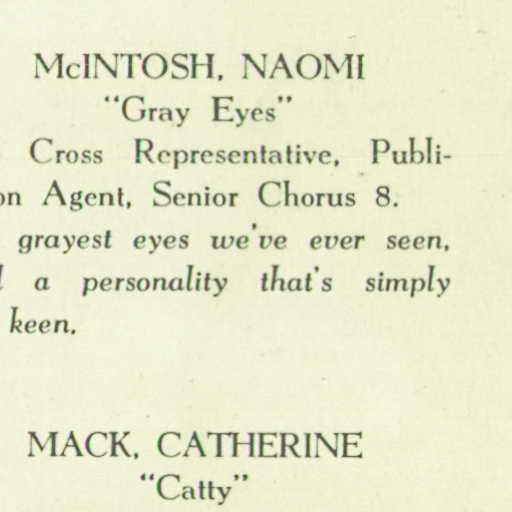 McINTOSH, NAOMI
"Gray Eyes"
Cross Representative, Publi-
on Agent, Senior Chorus 8.
grayest eyes we've ever seen,
a personality that's simply
keen.
MACK, CATHERINE
"Catty"